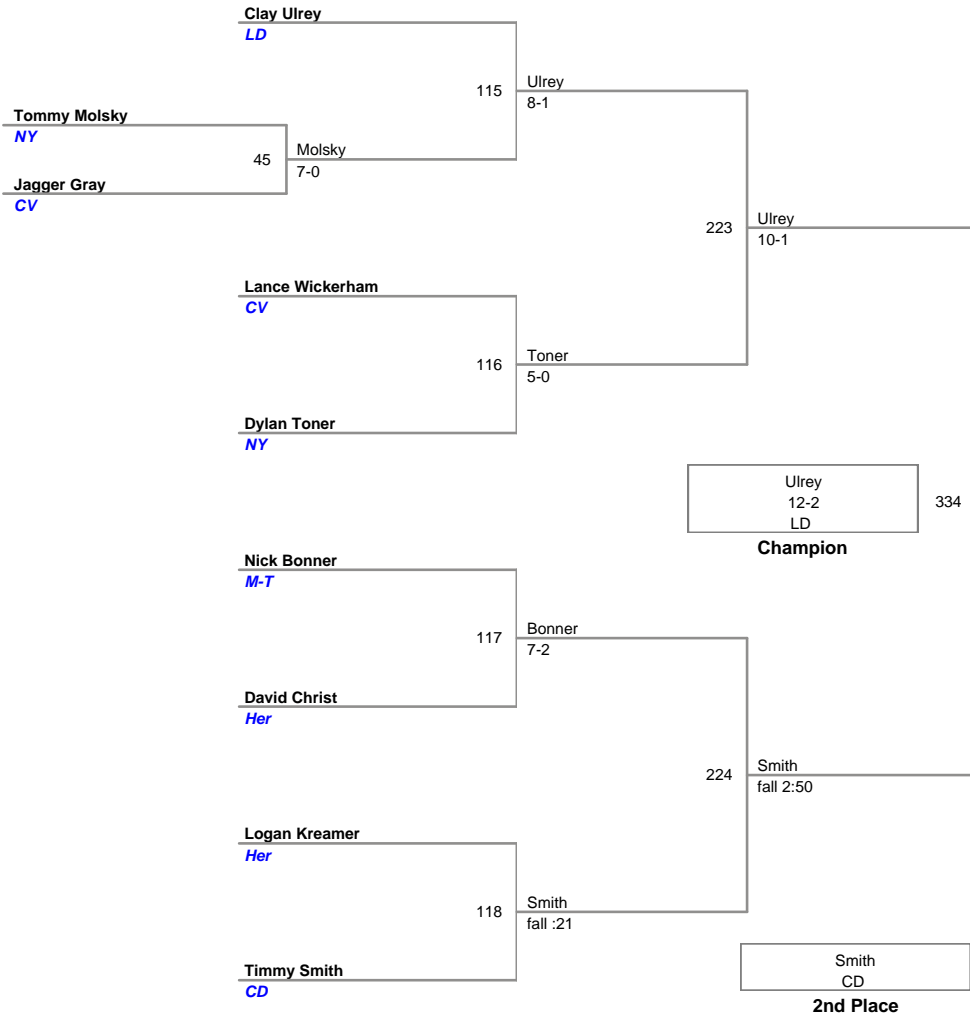 Clay Ulrey
LD
115
Ulrey
8-1
Tommy Molsky
NY
45
Molsky
7-0
Jagger Gray
CV
223
Ulrey
10-1
Lance Wickerham
CV
116
Toner
5-0
Dylan Toner
NY
Ulrey
12-2
LD
334
Champion
Nick Bonner
M-T
117
Bonner
7-2
David Christ
Her
224
Smith
fall 2:50
Logan Kreamer
Her
118
Smith
fall :21
Timmy Smith
CD
Smith
CD
2nd Place